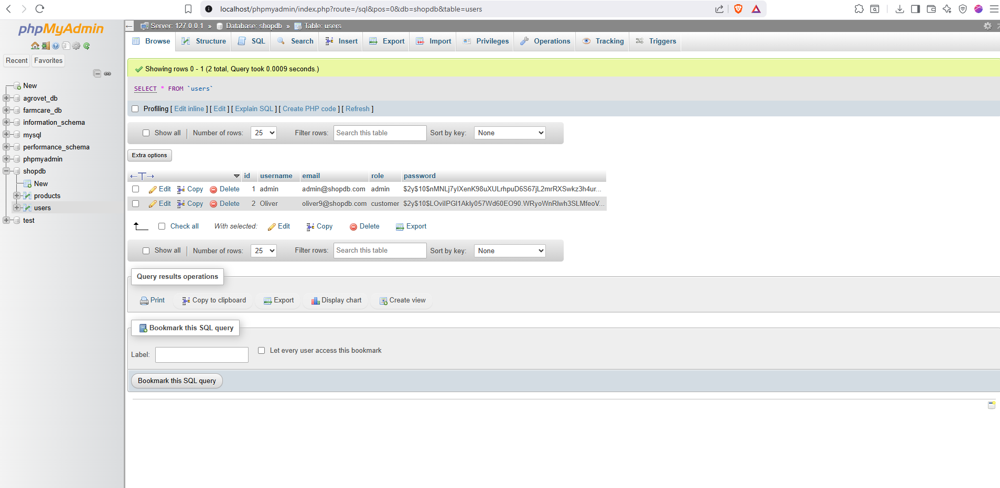 localhost/phpmyadmin/index.php?route=/sql&pos=0&db=shopdb&table=users
phpMyAdmin
Recent Favorites
New
agrovet_db
farmcare_db
information_schema
mysql
performance_schema
phpmyadmin
shopdb
New
products
users
test
Server: 127.0.0.1 » Database: shopdb » Table: users
Browse Structure SQL Search Insert Export Import Privileges Operations Tracking Triggers
Showing rows 0 - 1 (2 total, Query took 0.0009 seconds.)
SELECT * FROM `users`
Profiling [ Edit inline ] [ Edit ] [ Explain SQL ] [ Create PHP code ] [ Refresh ]
Show all Number of rows: 25 Filter rows: Search this table Sort by key: None
Extra options
id username email role password
Edit Copy Delete 1 admin admin@shopdb.com admin
Edit Copy Delete 2 Oliver oliver9@shopdb.com customer
Check all With selected: Edit Copy Delete Export
Show all Number of rows: 25 Filter rows: Search this table Sort by key: None
Query results operations
Print Copy to clipboard Export Display chart Create view
Bookmark this SQL query
Label: Let every user access this bookmark
Bookmark this SQL query